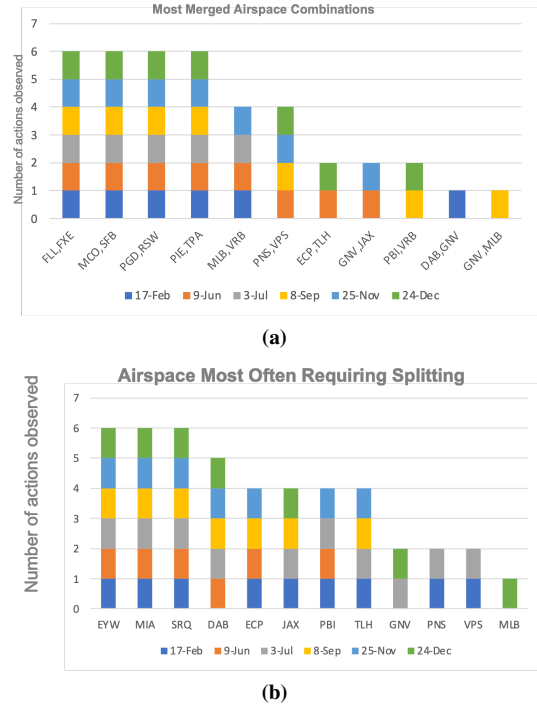 Most Merged Airspace Combinations
Number of actions observed
7
6
5
4
3
2
1
0
FLL,FXE
MCO,SFB
PGD,RSW
PIE,TPA
MLB,VRB
PNS,VPS
ECP,TLH
GNV,JAX
PBI,VRB
DAB,GNV
GNV,MLB
17-Feb 9-Jun 3-Jul 8-Sep 25-Nov 24-Dec
(a)
Airspace Most Often Requiring Splitting
Number of actions observed
7
6
5
4
3
2
1
0
EYW MIA SRQ DAB ECP JAX PBI TLH GNV PNS VPS MLB
17-Feb 9-Jun 3-Jul 8-Sep 25-Nov 24-Dec
(b)